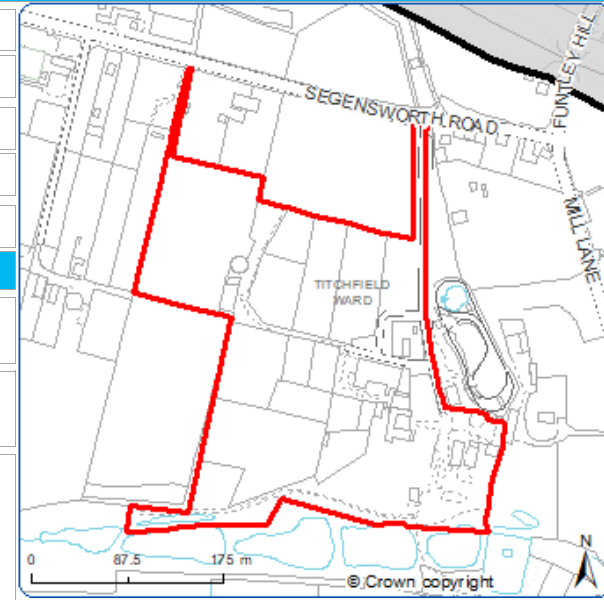 FUNTLEY HILL
SEGENSWORTH ROAD
MILL LANE
TITCHFIELD
WARD
N
0 87.5 175 m
© Crown copyright